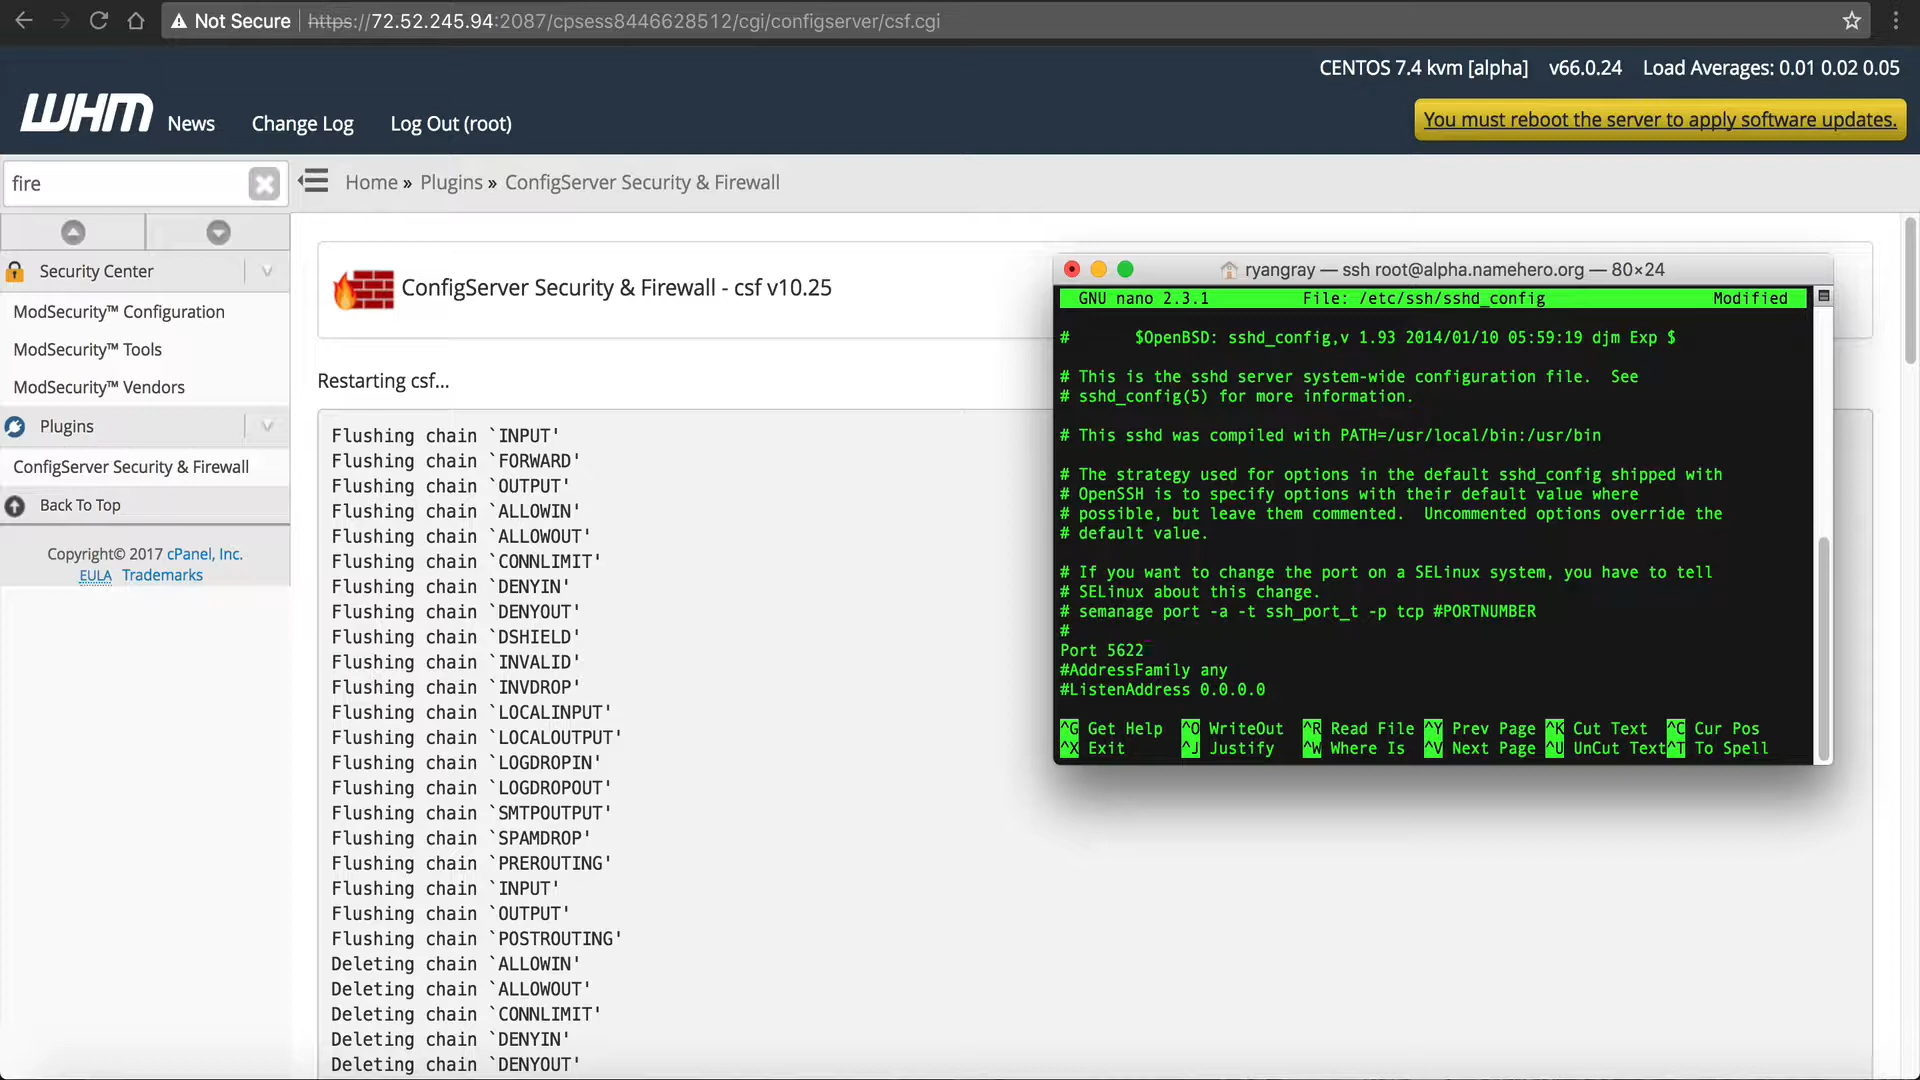 Not Secure | https://72.52.245.94:2087/cpsess8446628512/cgi/configserver/csf.cgi
CENTOS 7.4 kvm [alpha] v66.0.24 Load Averages: 0.01 0.02 0.05
WHM News Change Log Log Out (root)
You must reboot the server to apply software updates.
fire
Home » Plugins » ConfigServer Security & Firewall
Security Center
ModSecurity™ Configuration
ModSecurity™ Tools
ModSecurity™ Vendors
Plugins
ConfigServer Security & Firewall
Back To Top
Copyright© 2017 cPanel, Inc.
EULA Trademarks
ConfigServer Security & Firewall - csf v10.25
Restarting csf...
Flushing chain `INPUT'
Flushing chain `FORWARD'
Flushing chain `OUTPUT'
Flushing chain `ALLOWIN'
Flushing chain `ALLOWOUT'
Flushing chain `CONNLIMIT'
Flushing chain `DENYIN'
Flushing chain `DENYOUT'
Flushing chain `DSHIELD'
Flushing chain `INVALID'
Flushing chain `INVDROP'
Flushing chain `LOCALINPUT'
Flushing chain `LOCALOUTPUT'
Flushing chain `LOGDROPIN'
Flushing chain `LOGDROPOUT'
Flushing chain `SMTPOUTPUT'
Flushing chain `SPAMDROP'
Flushing chain `PREROUTING'
Flushing chain `INPUT'
Flushing chain `OUTPUT'
Flushing chain `POSTROUTING'
Deleting chain `ALLOWIN'
Deleting chain `ALLOWOUT'
Deleting chain `CONNLIMIT'
Deleting chain `DENYIN'
Deleting chain `DENYOUT'
ryangray — ssh root@alpha.namehero.org — 80×24
GNU nano 2.3.1 File: /etc/ssh/sshd_config Modified
# $OpenBSD: sshd_config,v 1.93 2014/01/10 05:59:19 djm Exp $
# This is the sshd server system-wide configuration file. See
# sshd_config(5) for more information.
# This sshd was compiled with PATH=/usr/local/bin:/usr/bin
# The strategy used for options in the default sshd_config shipped with
# OpenSSH is to specify options with their default value where
# possible, but leave them commented. Uncommented options override the
# default value.
# If you want to change the port on a SELinux system, you have to tell
# SELinux about this change.
# semanage port -a -t ssh_port_t -p tcp #PORTNUMBER
#
Port 5622
#AddressFamily any
#ListenAddress 0.0.0.0
^G Get Help ^O WriteOut ^R Read File ^Y Prev Page ^K Cut Text ^C Cur Pos
^X Exit ^J Justify ^W Where Is ^V Next Page ^U UnCut Text^T To Spell